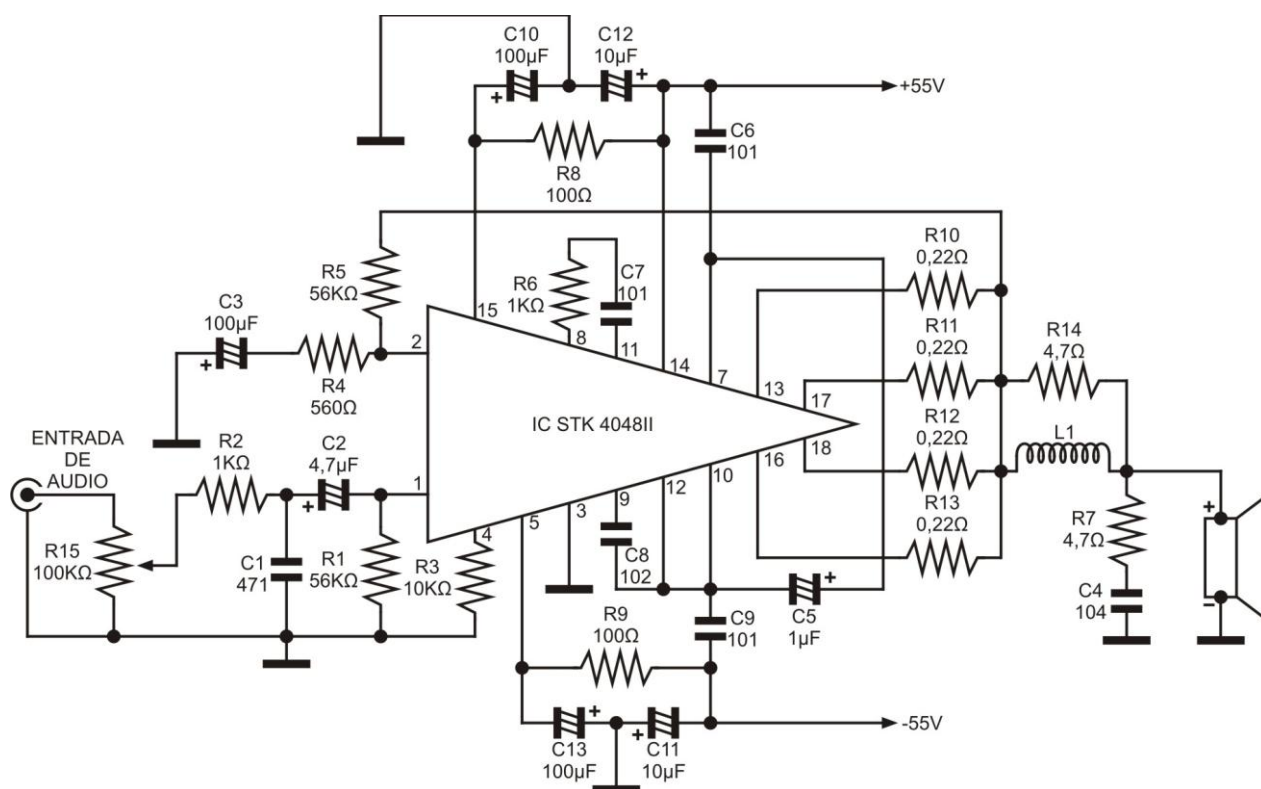 C10
100µF
C12
10µF
+
+
+55V
C6
101
R8
100Ω
R10
0,22Ω
R5
56KΩ
R6
1KΩ
C7
101
C3
100µF
+
15
8
11
14
7
13
17
R11
0,22Ω
R14
4,7Ω
2
R4
560Ω
IC STK 4048II
R12
0,22Ω
L1
ENTRADA
DE
AUDIO
R2
1KΩ
C2
4,7µF
+
1
18
16
10
12
9
3
5
4
R13
0,22Ω
+
R7
4,7Ω
R15
100KΩ
C1
471
R1
56KΩ
R3
10KΩ
C8
102
+
C5
1µF
C9
101
C4
104
−
R9
100Ω
+
+
-55V
C13
100µF
C11
10µF